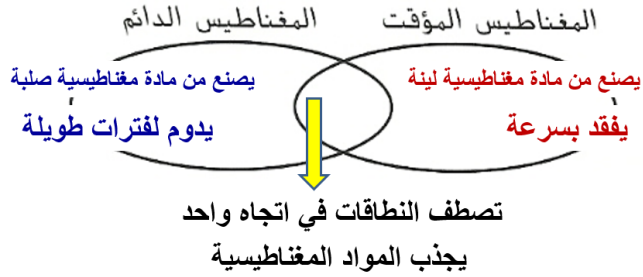 المغناطيس المؤقت
المغناطيس الدائم
يصنع من مادة مغناطيسية لينة
يفقد بسرعة
يصنع من مادة مغناطيسية صلبة
يدوم لفترات طويلة
تصطف النطاقات في اتجاه واحد
يجذب المواد المغناطيسية